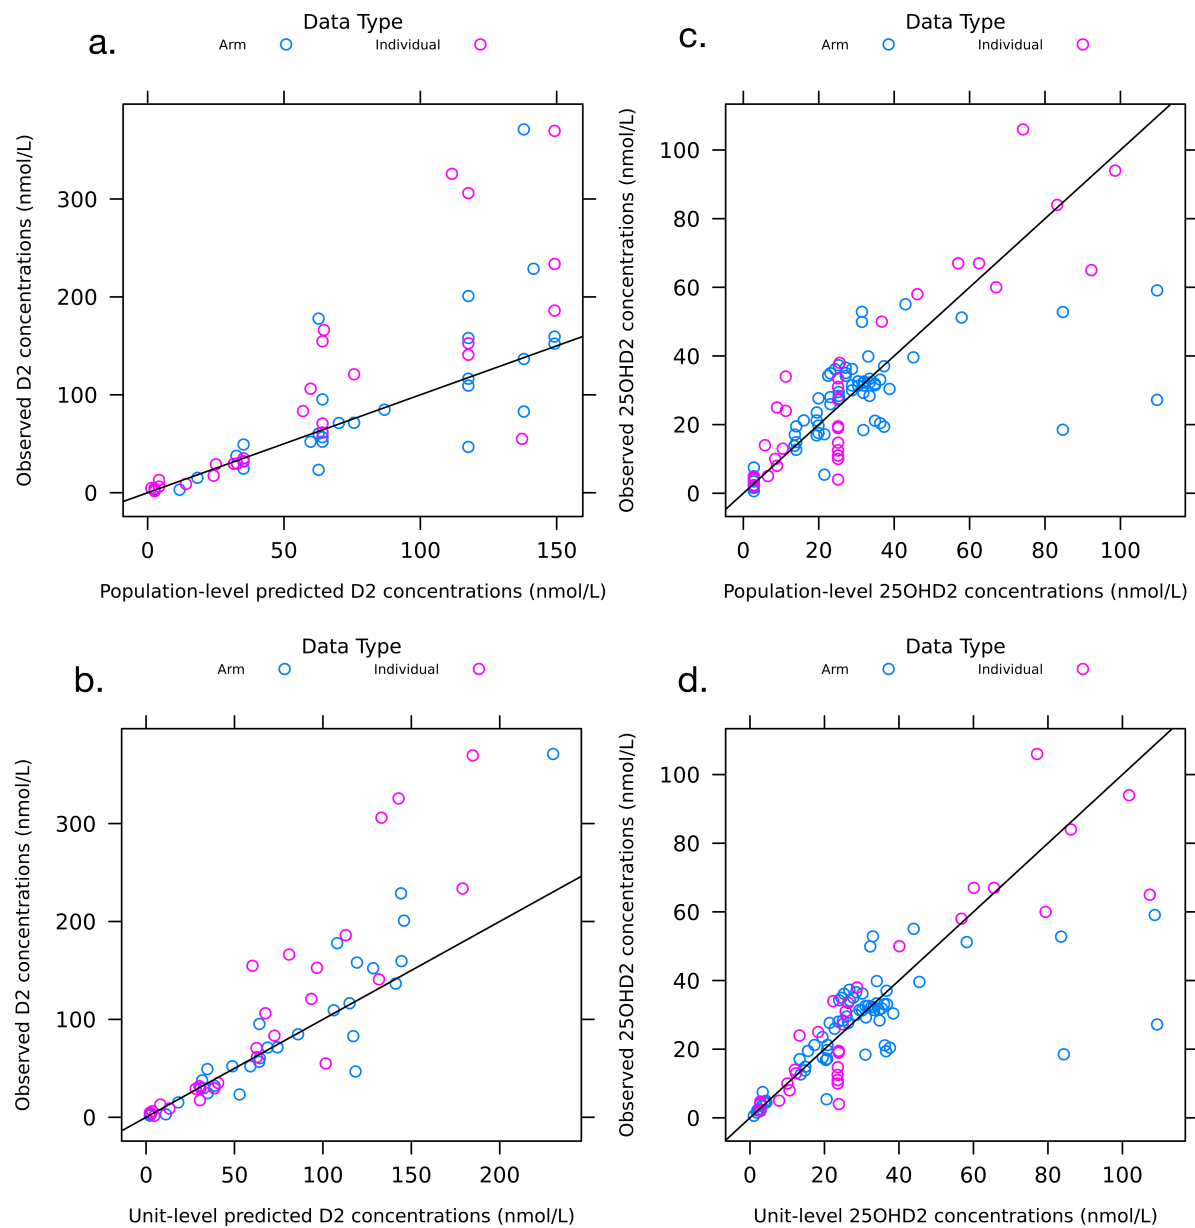 a.
Data Type
Arm Individual
Observed D2 concentrations (nmol/L)
300
200
100
0
0 50 100 150
Population-level predicted D2 concentrations (nmol/L)
c.
Data Type
Arm Individual
Observed 25OHD2 concentrations (nmol/L)
100
80
60
40
20
0
0 20 40 60 80 100
Population-level 25OHD2 concentrations (nmol/L)
b.
Data Type
Arm Individual
Observed D2 concentrations (nmol/L)
300
200
100
0
0 50 100 150 200
Unit-level predicted D2 concentrations (nmol/L)
d.
Data Type
Arm Individual
Observed 25OHD2 concentrations (nmol/L)
100
80
60
40
20
0
0 20 40 60 80 100
Unit-level 25OHD2 concentrations (nmol/L)